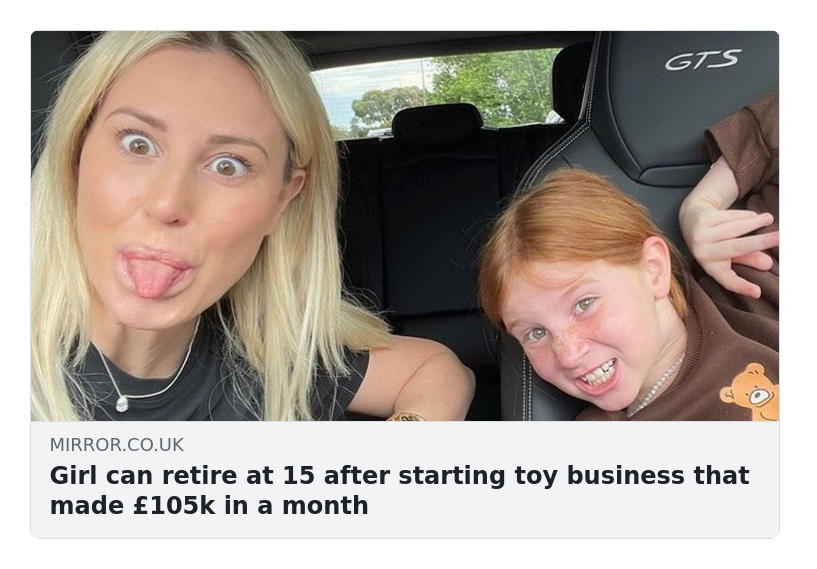 GTS
MIRROR.CO.UK
Girl can retire at 15 after starting toy business that
made £105k in a month